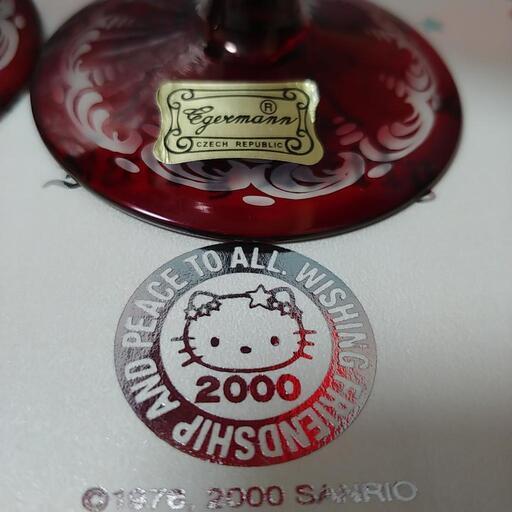 Egermann ®
CZECH REPUBLIC
WISHING FRIENDSHIP AND PEACE TO ALL.
2000
©1976, 2000 SANRIO